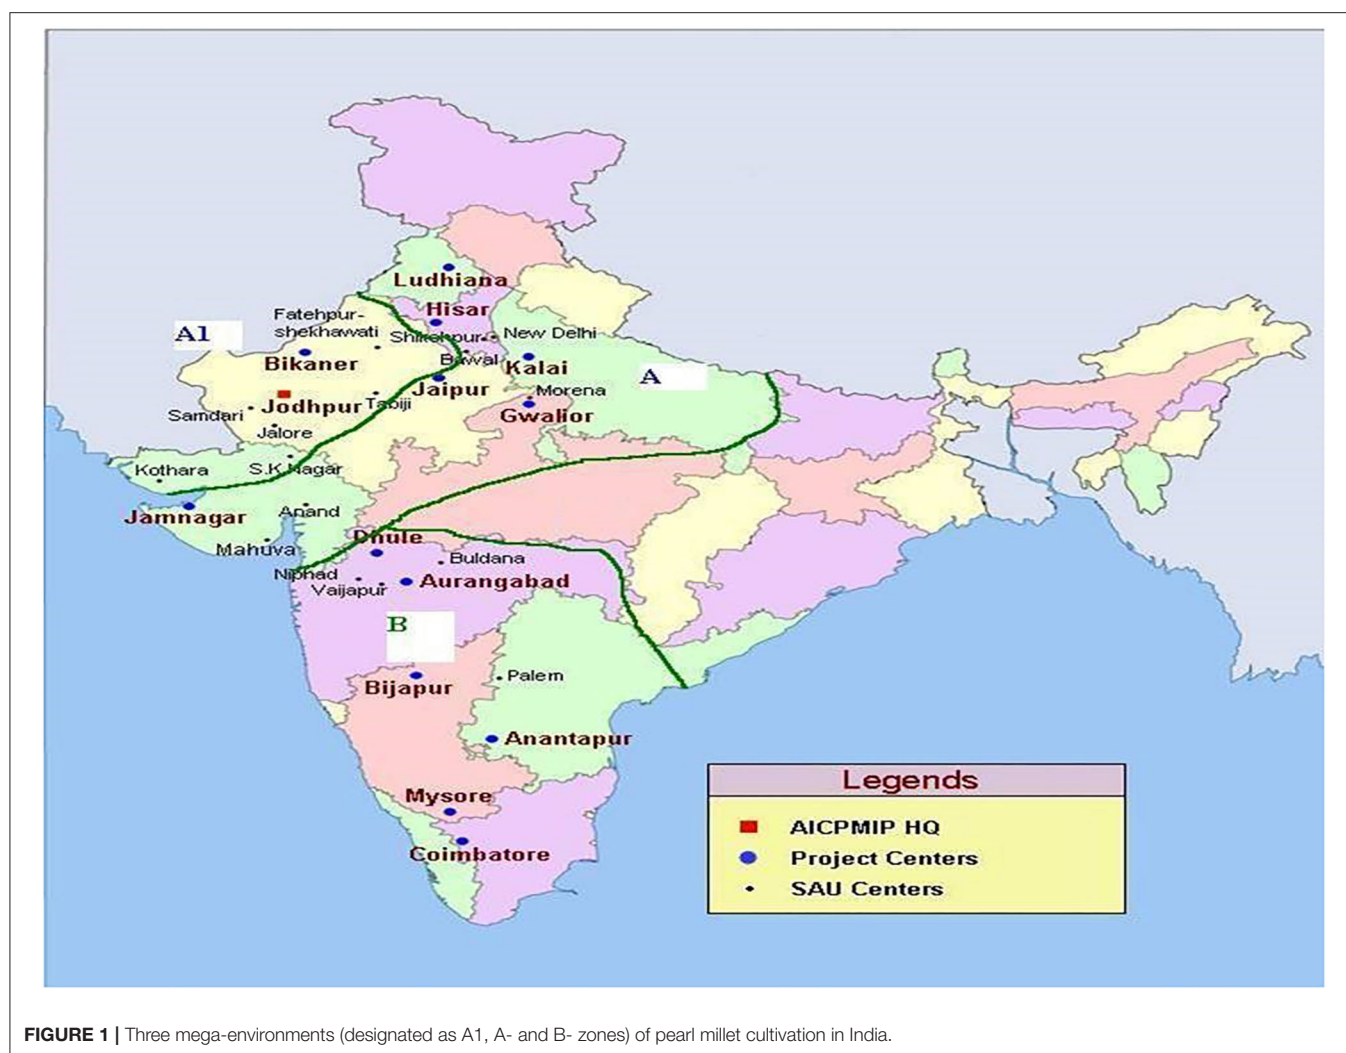 Ludhiana
Hisar
Fatehpur-
shekhawati
A1
Shikohpur
New Delhi
Bawal
Bikaner
Kalai
A
Jaipur
Morena
Jodhpur
Tabiji
Samdari
Gwalior
Jalore
Kothara
S.K.Nagar
Jamnagar
Anand
Dhule
Mahuva
Buldana
Niphad
Vaijapur
Aurangabad
B
Palem
Bijapur
Anantapur
Mysore
Coimbatore
Legends
AICPMIP HQ
Project Centers
SAU Centers
FIGURE 1 | Three mega-environments (designated as A1, A- and B- zones) of pearl millet cultivation in India.